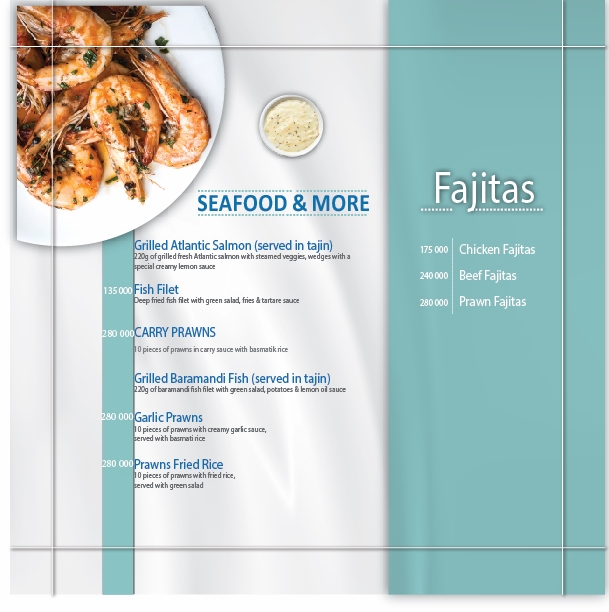 SEAFOOD & MORE
Grilled Atlantic Salmon (served in tajin)
220g of grilled fresh Atlantic salmon with steamed veggies, wedges with a
special creamy lemon sauce
135 000 Fish Filet
Deep fried fish filet with green salad, fries & tartare sauce
280 000 CARRY PRAWNS
10 pieces of prawns in carry sauce with basmatik rice
Grilled Baramandi Fish (served in tajin)
220g of baramandi fish filet with green salad, potatoes & lemon oil sauce
280 000 Garlic Prawns
10 pieces of prawns with creamy garlic sauce,
served with basmati rice
280 000 Prawns Fried Rice
10 pieces of prawns with fried rice,
served with green salad
Fajitas
175 000 Chicken Fajitas
240 000 Beef Fajitas
280 000 Prawn Fajitas